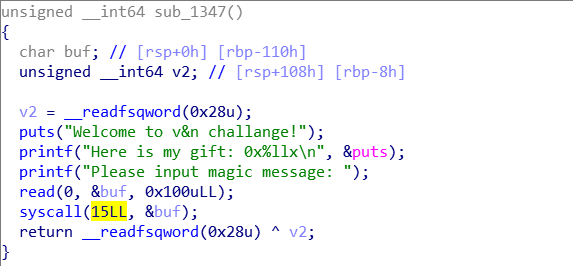 unsigned __int64 sub_1347()
{
char buf; // [rsp+0h] [rbp-110h]
unsigned __int64 v2; // [rsp+108h] [rbp-8h]
v2 = __readfsqword(0x28u);
puts("Welcome to v&n challange!");
printf("Here is my gift: 0x%llx\n", &puts);
printf("Please input magic message: ");
read(0, &buf, 0x100uLL);
syscall(15LL, &buf);
return __readfsqword(0x28u) ^ v2;
}